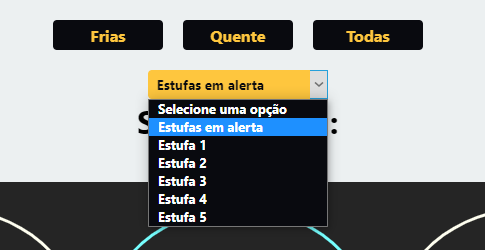 Frias Quente Todas
Estufas em alerta
Selecione uma opção
S :
Estufas em alerta
Estufa 1
Estufa 2
Estufa 3
Estufa 4
Estufa 5